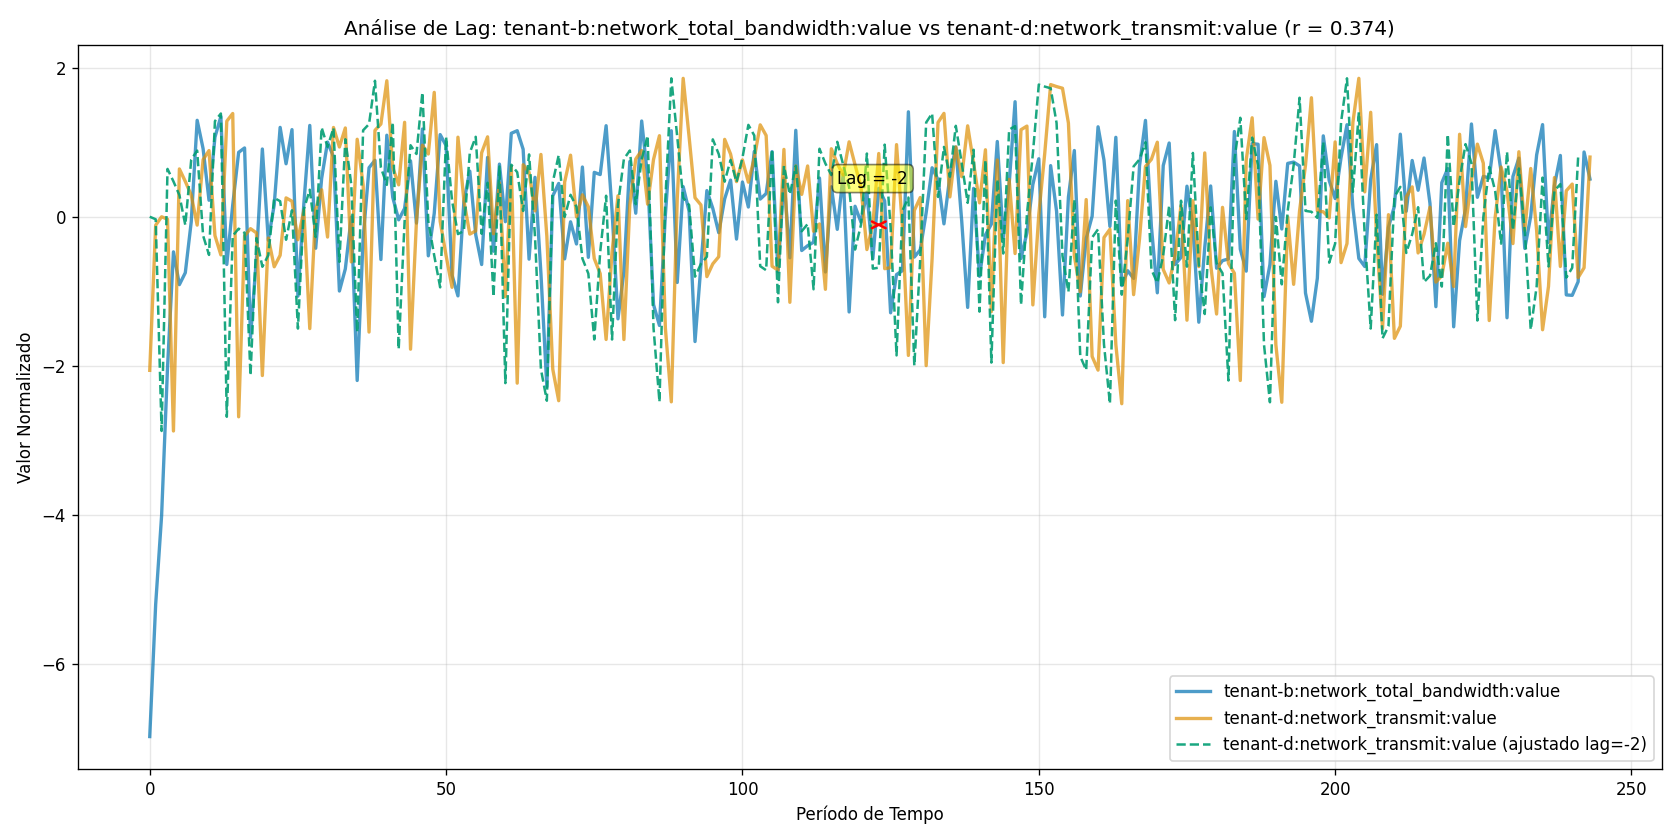 Análise de Lag: tenant-b:network_total_bandwidth:value vs tenant-d:network_transmit:value (r = 0.374)
Valor Normalizado
2
0
−2
−4
−6
Lag = -2
tenant-b:network_total_bandwidth:value
tenant-d:network_transmit:value
tenant-d:network_transmit:value (ajustado lag=-2)
0
50
100
150
200
250
Período de Tempo